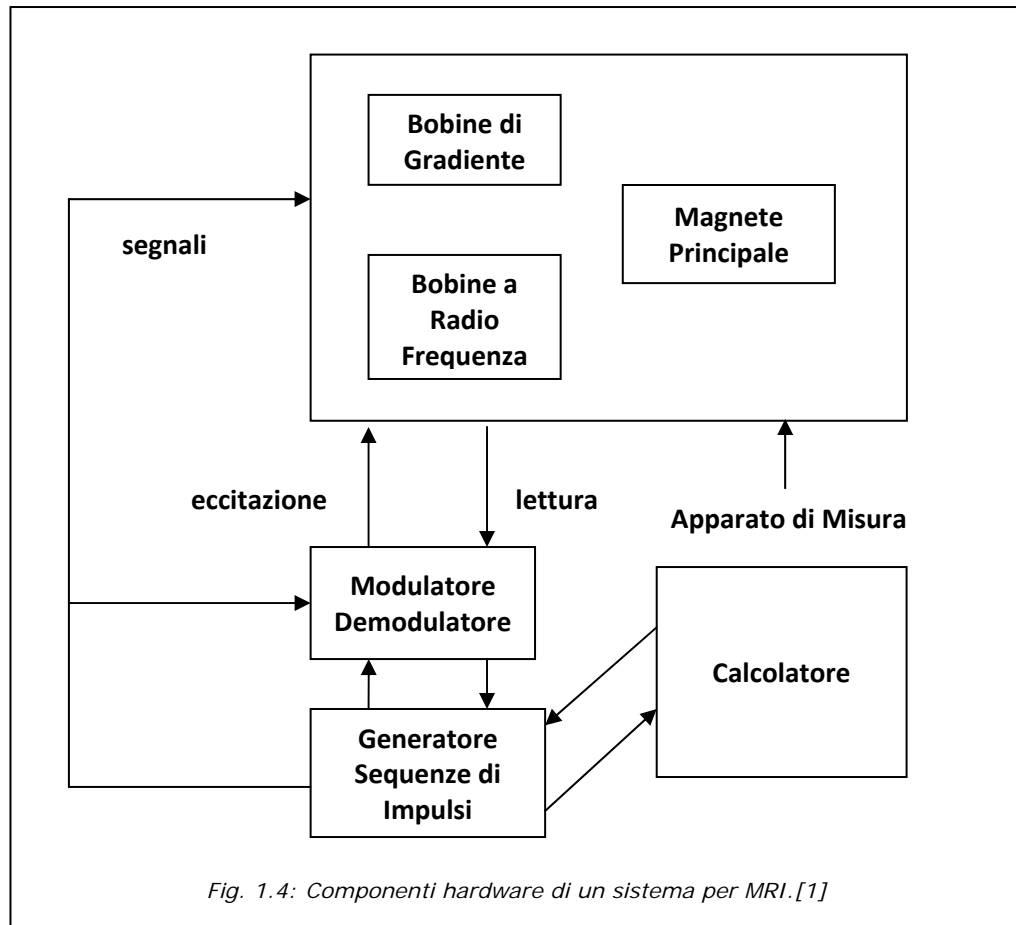 Bobine di
Gradiente
Magnete
Principale
segnali
Bobine a
Radio
Frequenza
eccitazione
lettura
Apparato di Misura
Modulatore
Demodulatore
Calcolatore
Generatore
Sequenze di
Impulsi
Fig. 1.4: Componenti hardware di un sistema per MRI.[1]